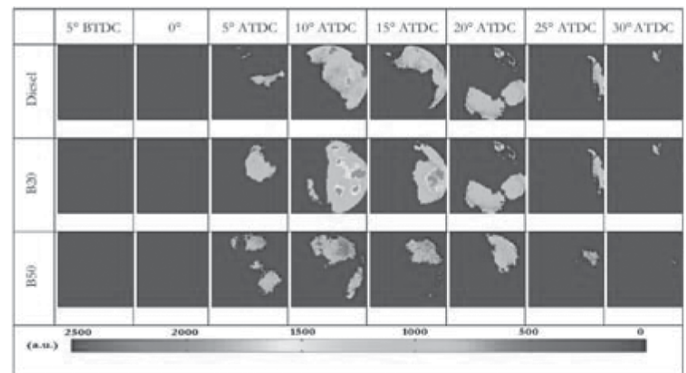 5° BTDC 0° 5° ATDC 10° ATDC 15° ATDC 20° ATDC 25° ATDC 30° ATDC
Diesel
B20
B50
2500 2000 1500 1000 500 0
(a.u.)